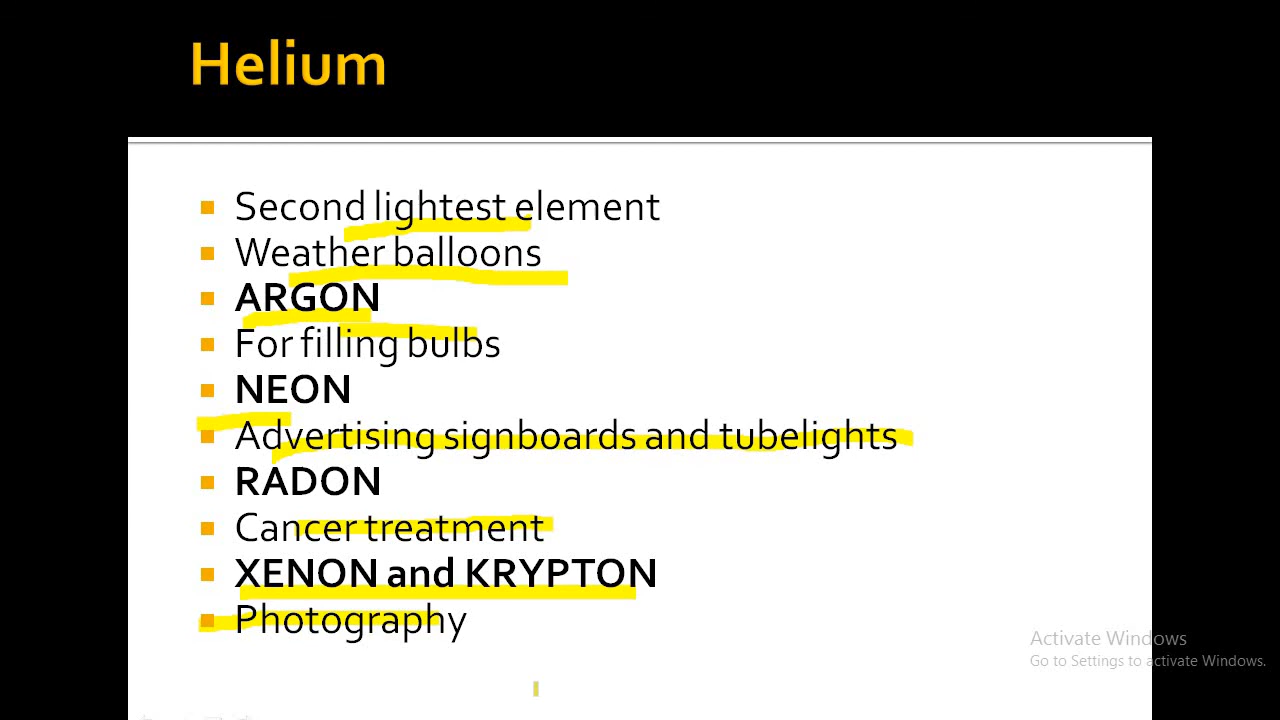 Helium
Second lightest element
Weather balloons
ARGON
For filling bulbs
NEON
Advertising signboards and tubelights
RADON
Cancer treatment
XENON and KRYPTON
Photography
Activate Windows
Go to Settings to activate Windows.